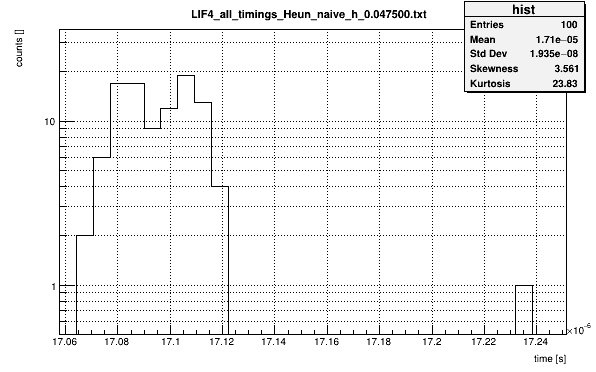 LIF4_all_timings_Heun_naive_h_0.047500.txt
hist
Entries 100
Mean 1.71e−05
Std Dev 1.935e−08
Skewness 3.561
Kurtosis 23.83
counts []
10
1
17.06 17.08 17.1 17.12 17.14 17.16 17.18 17.2 17.22 17.24
×10−6
time [s]